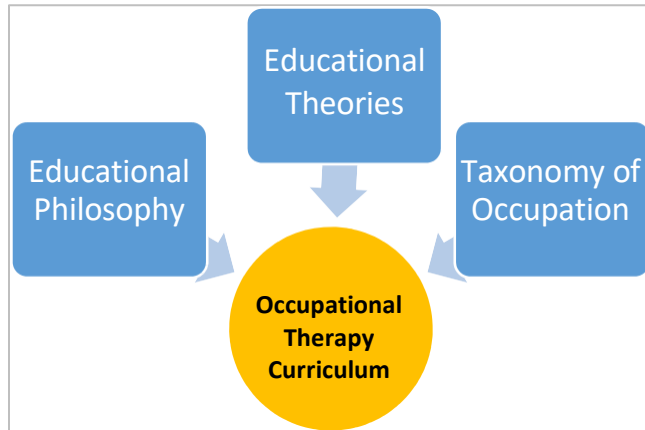 Educational
Theories
Educational
Philosophy
Taxonomy of
Occupation
Occupational
Therapy
Curriculum